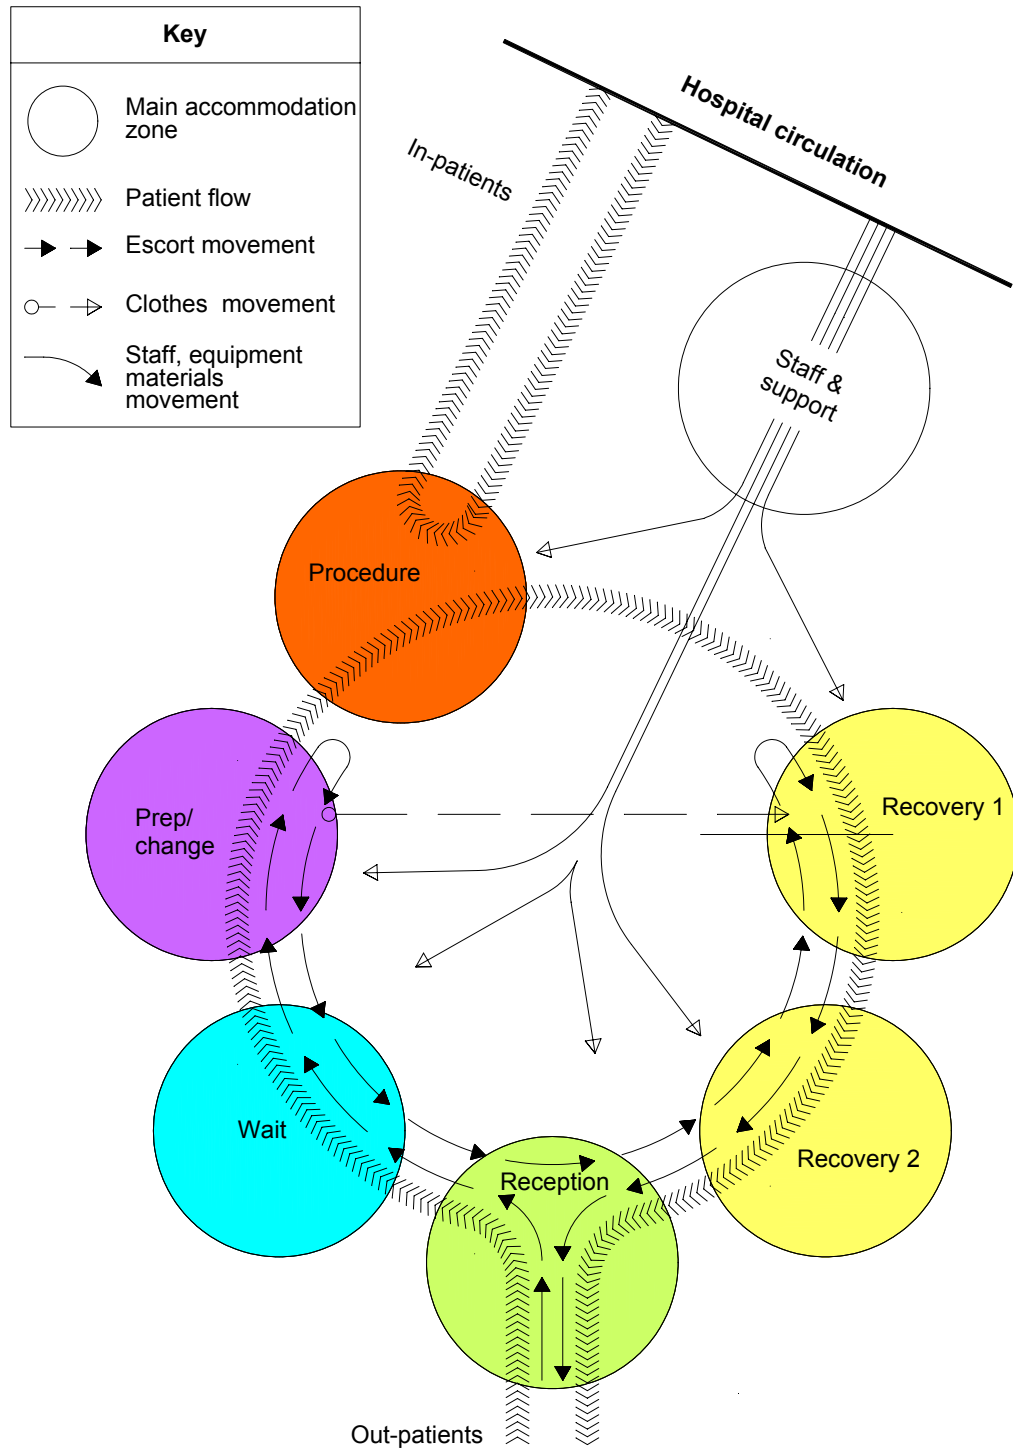 Key
Main accommodation
zone
Patient flow
Escort movement
Clothes movement
Staff, equipment
materials
movement
Hospital circulation
In-patients
Staff &
support
Procedure
Prep/
change
Recovery 1
Wait
Reception
Recovery 2
Out-patients